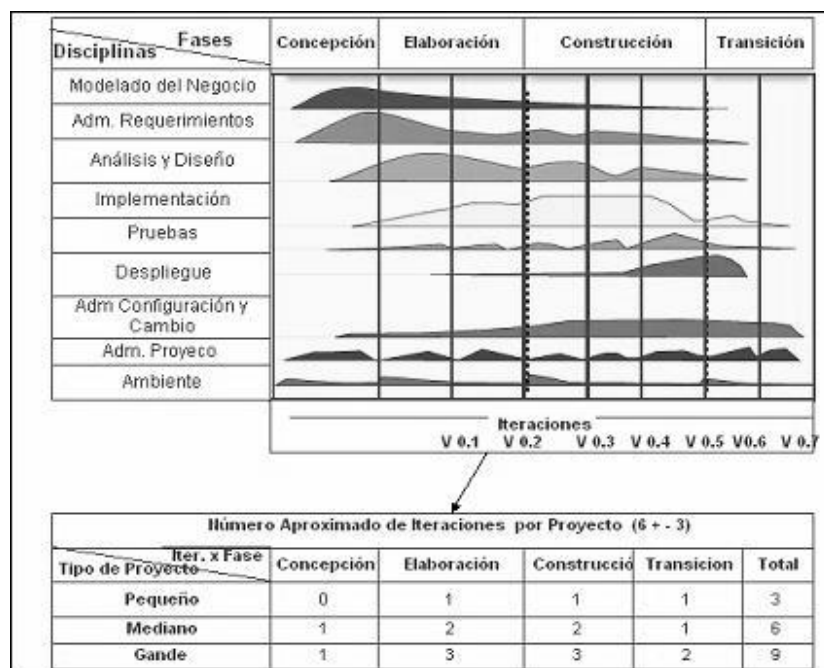 Fases
Disciplinas
Concepción Elaboración Construcción Transición
Modelado del Negocio
Adm. Requerimientos
Análisis y Diseño
Implementación
Pruebas
Despliegue
Adm Configuración y
Cambio
Adm. Proyeco
Ambiente
Iteraciones
V 0.1 V 0.2 V 0.3 V 0.4 V 0.5 V0.6 V 0.7
Número Aproximado de Iteraciones por Proyecto (6 + - 3)
Iter. x Fase
Tipo de Proyecto
Concepción Elaboración Construcció Transicion Total
Pequeño 0 1 1 1 3
Mediano 1 2 2 1 6
Gande 1 3 3 2 9